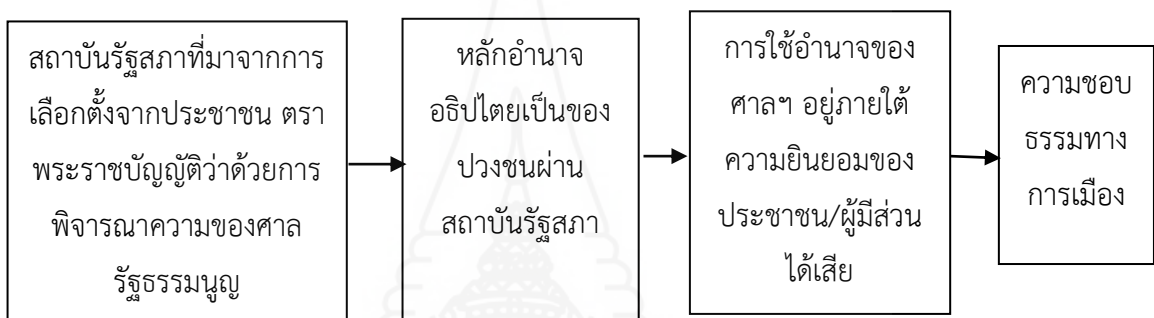 สถาบันรัฐสภาที่มาจากการ
เลือกตั้งจากประชาชน ตรา
พระราชบัญญัติว่าด้วยการ
พิจารณาความของศาล
รัฐธรรมนูญ
หลักอำนาจ
อธิปไตยเป็นของ
ปวงชนผ่าน
สถาบันรัฐสภา
การใช้อำนาจของ
ศาลฯ อยู่ภายใต้
ความยินยอมของ
ประชาชน/ผู้มีส่วน
ได้เสีย
ความชอบ
ธรรมทาง
การเมือง